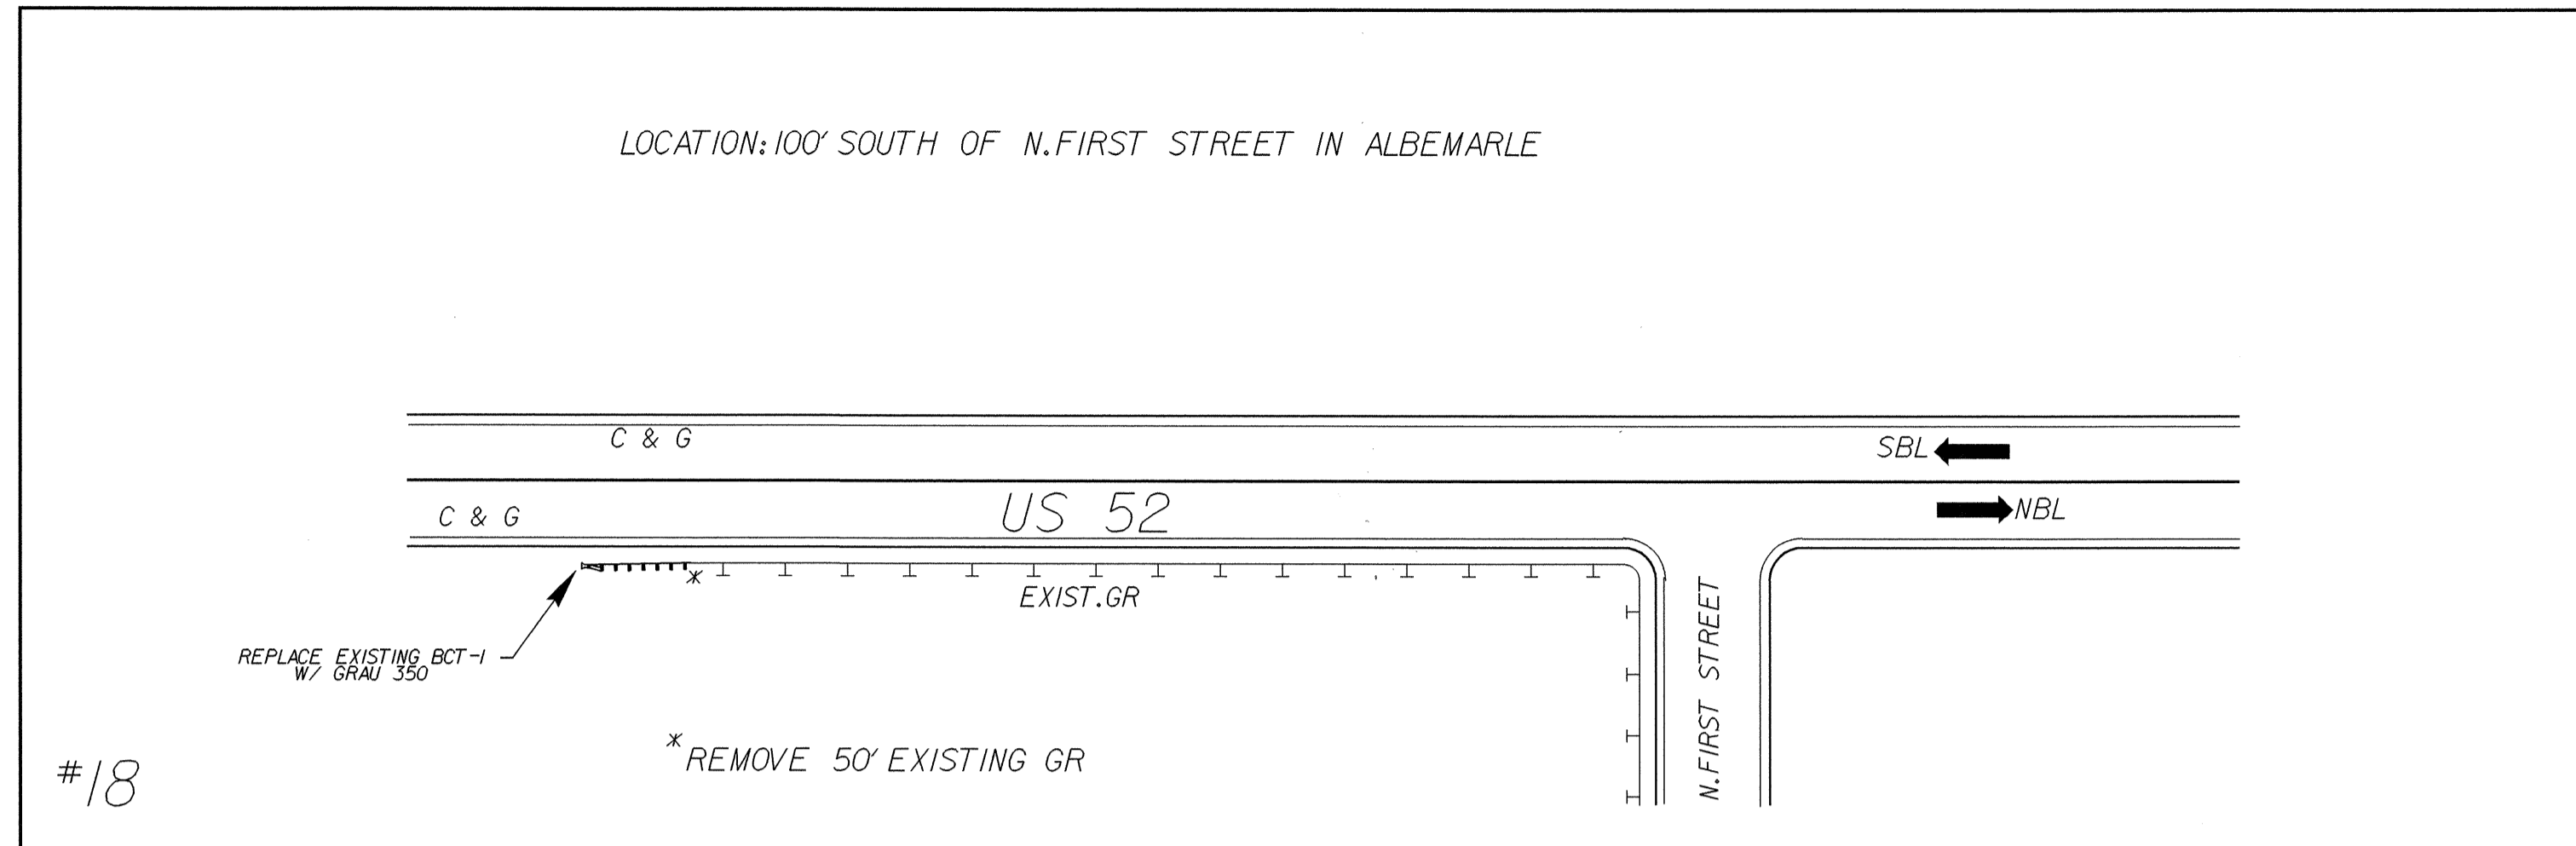 LOCATION: 100' SOUTH OF N. FIRST STREET IN ALBEMARLE
C & G
SBL
US 52
C & G
NBL
*
EXIST. GR
N. FIRST STREET
REPLACE EXISTING BCT-1
W/ GRAU 350
* REMOVE 50' EXISTING GR
#18